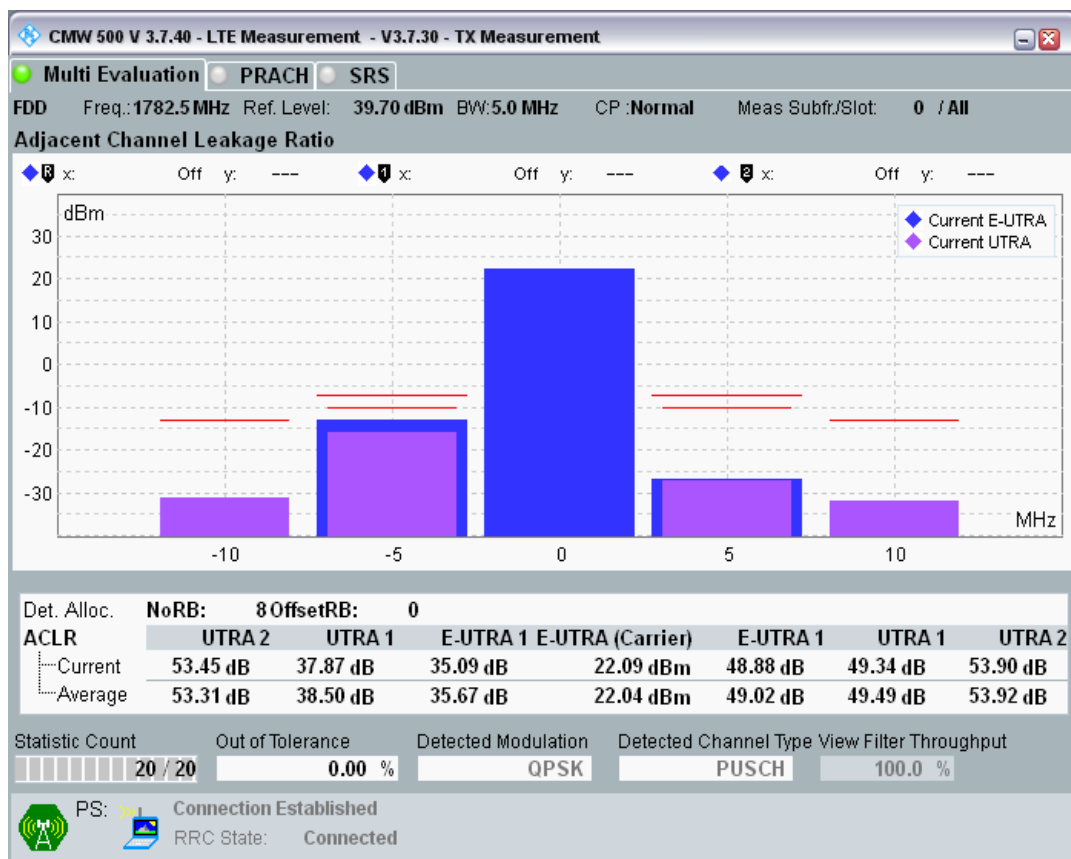 CMW 500 V 3.7.40 - LTE Measurement - V3.7.30 - TX Measurement
Multi Evaluation PRACH SRS
FDD Freq.: 1782.5 MHz Ref. Level: 39.70 dBm BW: 5.0 MHz CP : Normal Meas Subfr./Slot: 0 / All
Adjacent Channel Leakage Ratio
R x: Off y: --- 1 x: Off y: --- 2 x: Off y: ---
dBm
Current E-UTRA
Current UTRA
30
20
10
0
-10
-20
-30
MHz
-10 -5 0 5 10
Det. Alloc. NoRB: 8 OffsetRB: 0
ACLR UTRA 2 UTRA 1 E-UTRA 1 E-UTRA (Carrier) E-UTRA 1 UTRA 1 UTRA 2
Current 53.45 dB 37.87 dB 35.09 dB 22.09 dBm 48.88 dB 49.34 dB 53.90 dB
Average 53.31 dB 38.50 dB 35.67 dB 22.04 dBm 49.02 dB 49.49 dB 53.92 dB
Statistic Count Out of Tolerance Detected Modulation Detected Channel Type View Filter Throughput
20 / 20 0.00 % QPSK PUSCH 100.0 %
PS: Connection Established
RRC State: Connected